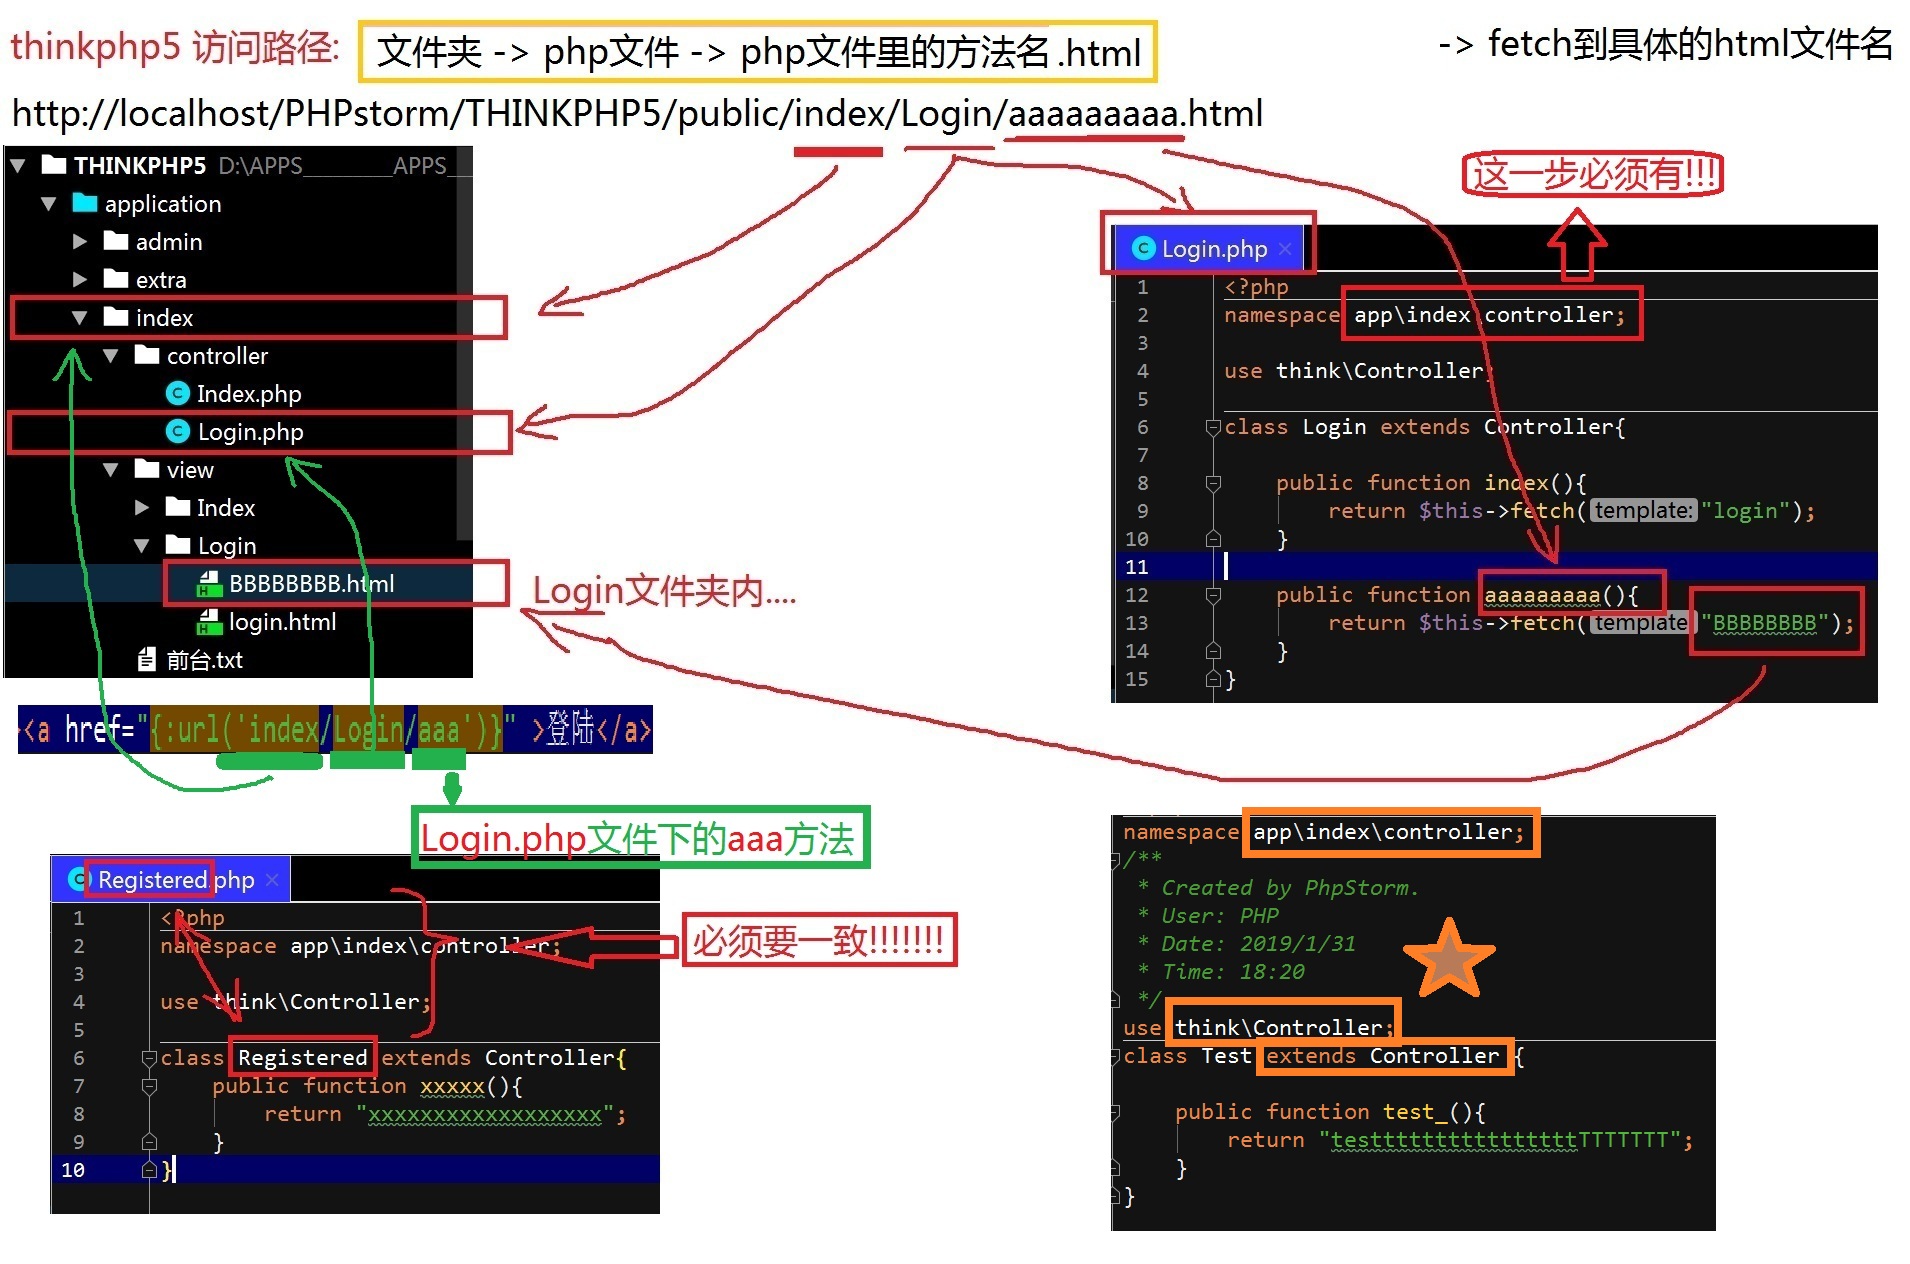 thinkphp5 访问路径: 文件夹 -> php文件 -> php文件里的方法名.html -> fetch到具体的html文件名
http://localhost/PHPstorm/THINKPHP5/public/index/Login/aaaaaaaaa.html
THINKPHP5 D:\APPS________APPS__
application
admin
extra
index
controller
Index.php
Login.php
view
Index
Login
BBBBBBBB.html
login.html
前台.txt
Login文件夹内....
这一步必须有!!!
Login.php
1 <?php
2 namespace app\index\controller;
3
4 use think\Controller;
5
6 class Login extends Controller{
7
8 public function index(){
9 return $this->fetch( template: "login");
10 }
11
12 public function aaaaaaaaa(){
13 return $this->fetch( template: "BBBBBBBB");
14 }
15 }
<a href="{:url('index/Login/aaa')}" >登陆</a>
Login.php文件下的aaa方法
Registered.php
1 <?php
2 namespace app\index\controller;
3
4 use think\Controller;
5
6 class Registered extends Controller{
7 public function xxxxx(){
8 return "xxxxxxxxxxxxxxxxxx";
9 }
10 }
必须要一致!!!!!!!
namespace app\index\controller;
/**
* Created by PhpStorm.
* User: PHP
* Date: 2019/1/31
* Time: 18:20
*/
use think\Controller;
class Test extends Controller {
public function test_(){
return "testttttttttttttttttTTTTTTT";
}
}